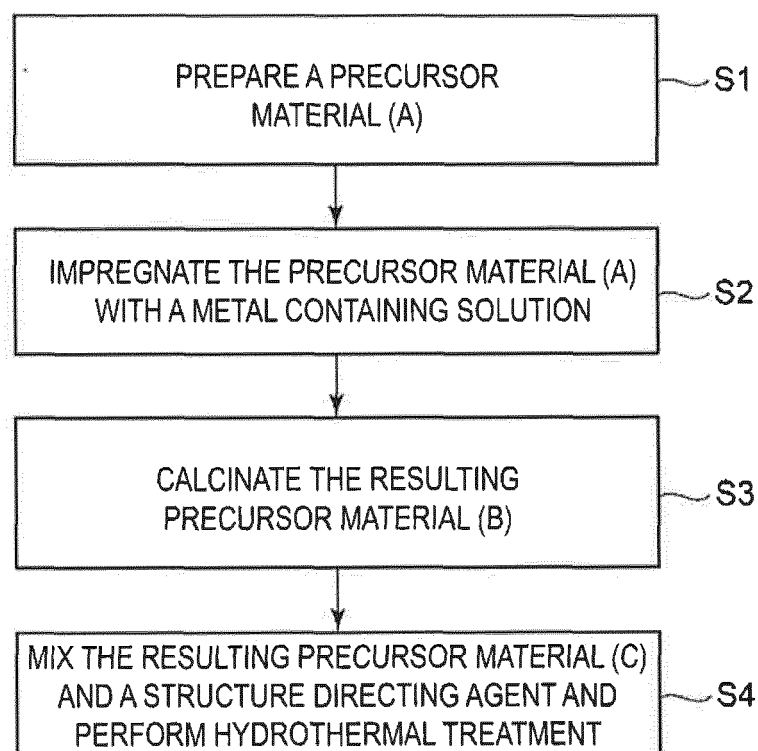 PREPARE A PRECURSOR
MATERIAL (A)
S1
IMPREGNATE THE PRECURSOR MATERIAL (A)
WITH A METAL CONTAINING SOLUTION
S2
CALCINATE THE RESULTING
PRECURSOR MATERIAL (B)
S3
MIX THE RESULTING PRECURSOR MATERIAL (C)
AND A STRUCTURE DIRECTING AGENT AND
PERFORM HYDROTHERMAL TREATMENT
S4